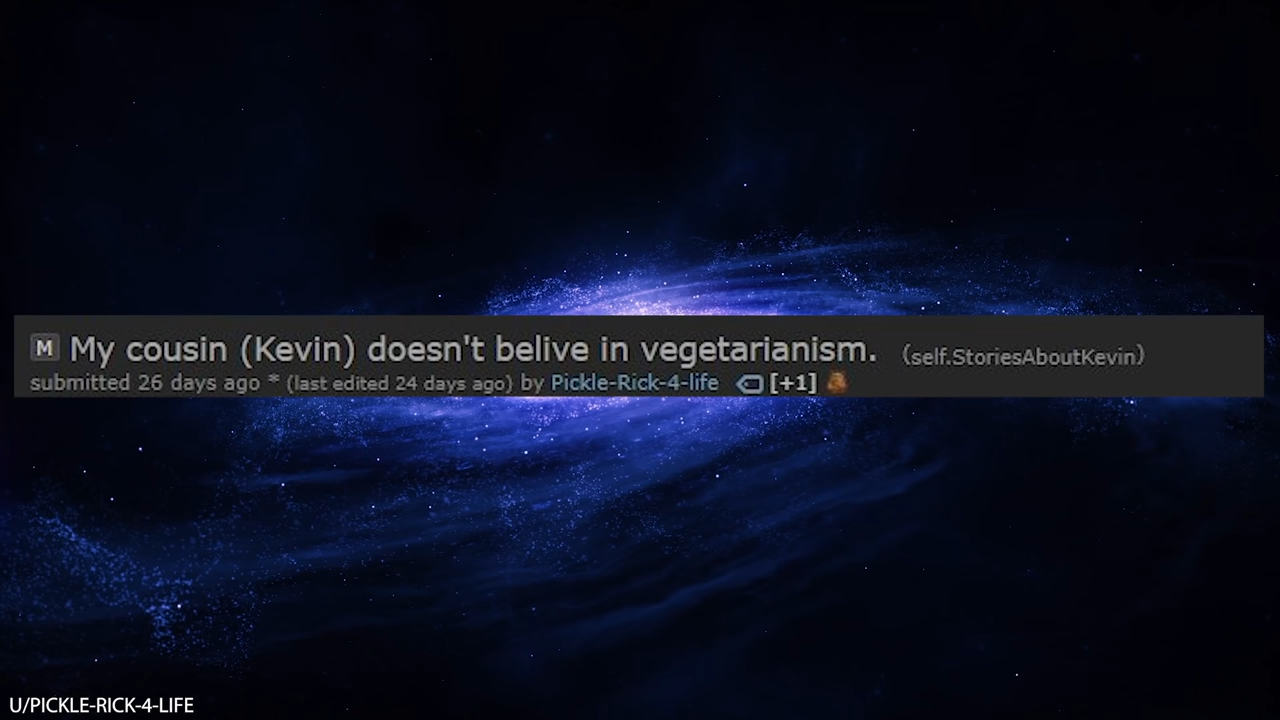 M My cousin (Kevin) doesn't belive in vegetarianism. (self.StoriesAboutKevin)
submitted 26 days ago * (last edited 24 days ago) by Pickle-Rick-4-life [+1]
U/PICKLE-RICK-4-LIFE